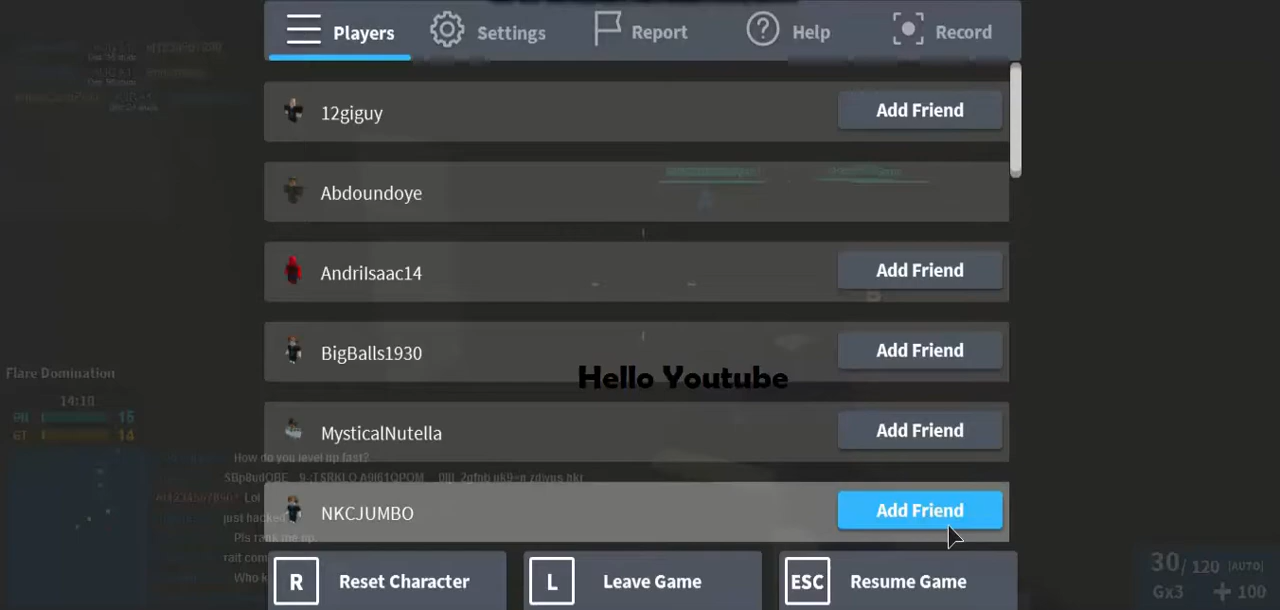 Players Settings Report Help Record
12giguy Add Friend
Abdoundoye
AndriIsaac14 Add Friend
BigBalls1930 Add Friend
Hello Youtube
MysticalNutella Add Friend
NKCJUMBO Add Friend
R Reset Character L Leave Game ESC Resume Game
Flare Domination
14:10
15
14
How do you level up fast?
Lol
just hacked
Pls rank me up
30/ 120 [AUTO]
Gx3 + 100
A
B